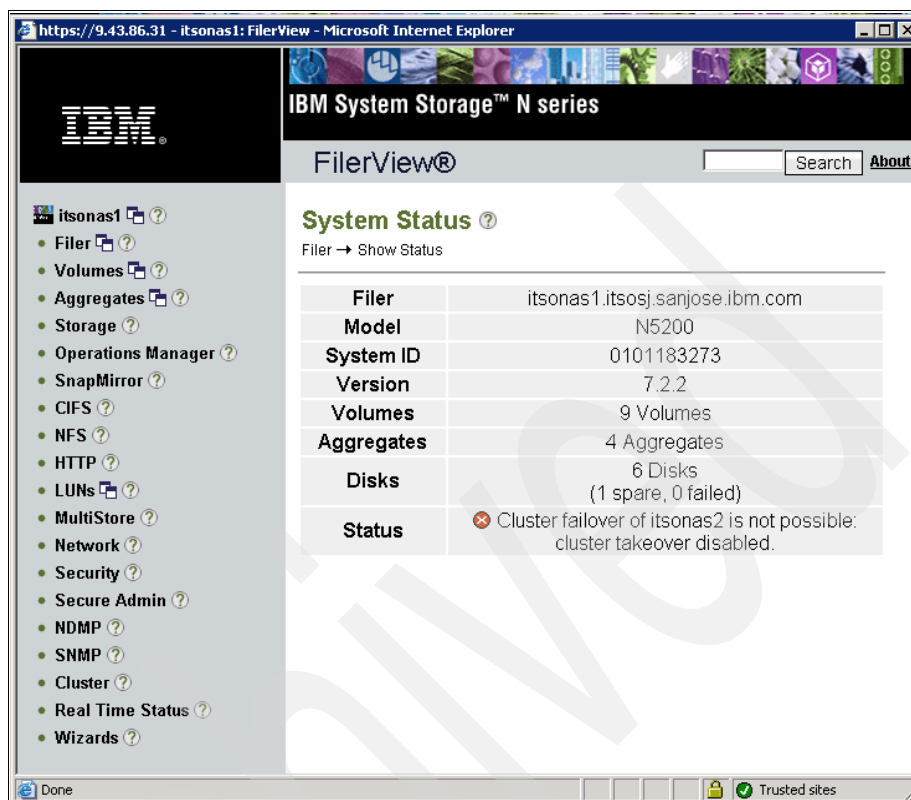 https://9.43.86.31 - itsonas1: FilerView - Microsoft Internet Explorer
IBM®
IBM System Storage™ N series
FilerView®
Search
About
itsonas1
Filer
Volumes
Aggregates
Storage
Operations Manager
SnapMirror
CIFS
NFS
HTTP
LUNs
MultiStore
Network
Security
Secure Admin
NDMP
SNMP
Cluster
Real Time Status
Wizards
System Status
Filer → Show Status
Filer itsonas1.itsosj.sanjose.ibm.com
Model N5200
System ID 0101183273
Version 7.2.2
Volumes 9 Volumes
Aggregates 4 Aggregates
Disks 6 Disks
(1 spare, 0 failed)
Status Cluster failover of itsonas2 is not possible:
cluster takeover disabled.
Done
Trusted sites